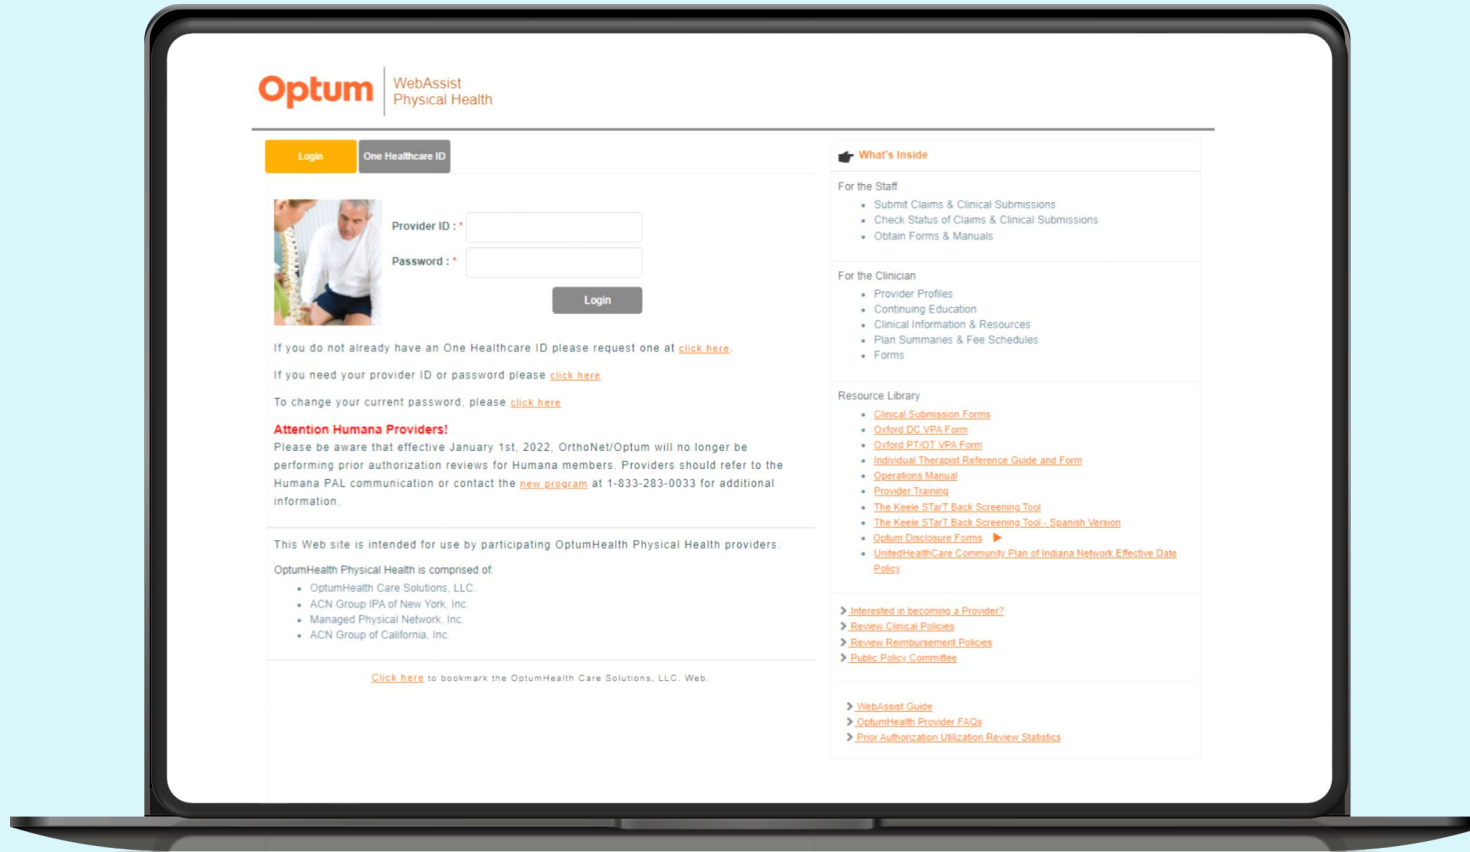 Optum
WebAssist
Physical Health
Login
One Healthcare ID
Provider ID : *
Password : *
Login
If you do not already have an One Healthcare ID please request one at click here.
If you need your provider ID or password please click here
To change your current password, please click here
Attention Humana Providers!
Please be aware that effective January 1st, 2022, OrthoNet/Optum will no longer be
performing prior authorization reviews for Humana members. Providers should refer to the
Humana PAL communication or contact the new program at 1-833-283-0033 for additional
information.
This Web site is intended for use by participating OptumHealth Physical Health providers.
OptumHealth Physical Health is comprised of:
OptumHealth Care Solutions, LLC.
ACN Group IPA of New York, Inc.
Managed Physical Network, Inc.
ACN Group of California, Inc.
Click here to bookmark the OptumHealth Care Solutions, LLC. Web.
What's Inside
For the Staff
Submit Claims & Clinical Submissions
Check Status of Claims & Clinical Submissions
Obtain Forms & Manuals
For the Clinician
Provider Profiles
Continuing Education
Clinical Information & Resources
Plan Summaries & Fee Schedules
Forms
Resource Library
Clinical Submission Forms
Oxford DC VPA Form
Oxford PT/OT VPA Form
Individual Therapist Reference Guide and Form
Operations Manual
Provider Training
The Keele STarT Back Screening Tool
The Keele STarT Back Screening Tool - Spanish Version
Optum Disclosure Forms
UnitedHealthCare Community Plan of Indiana Network Effective Date
Policy
Interested in becoming a Provider?
Review Clinical Policies
Review Reimbursement Policies
Public Policy Committee
WebAssist Guide
OptumHealth Provider FAQs
Prior Authorization Utilization Review Statistics